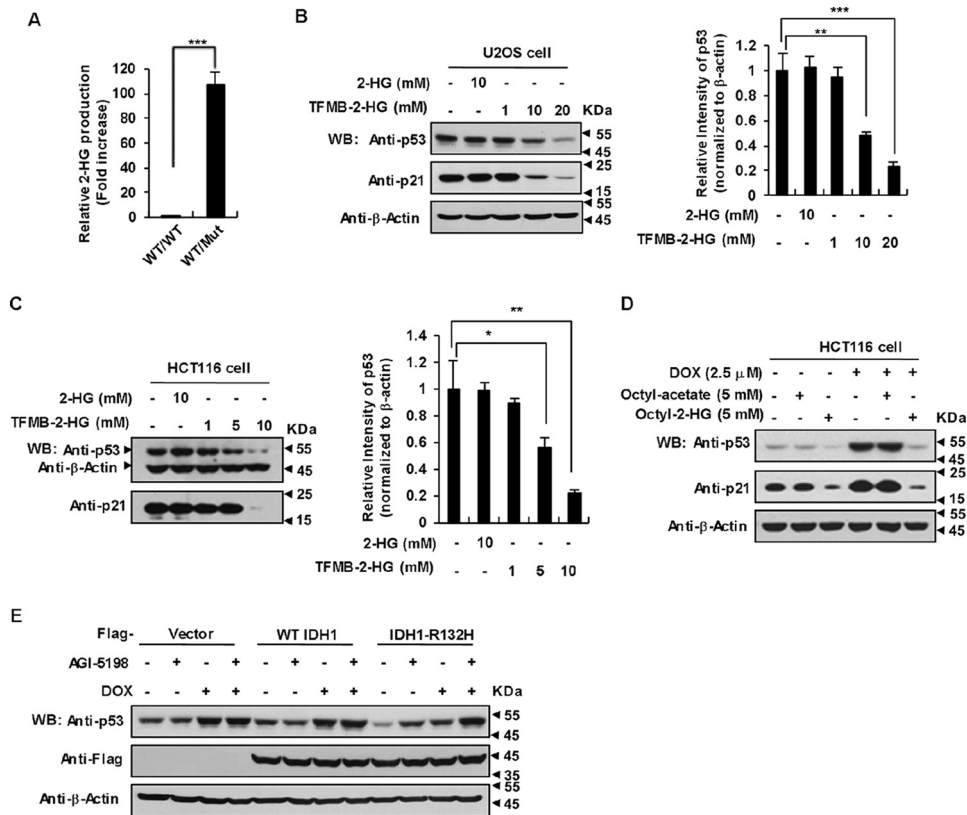 A
Relative 2-HG production
(Fold increase)
120
100
80
60
40
20
0
***
WT/WT
WT/Mut
B
U2OS cell
2-HG (mM) - 10 - - -
TFMB-2-HG (mM) - - 1 10 20 KDa
WB: Anti-p53
55
45
Anti-p21
25
15
Anti-β-Actin
55
45
Relative Intensity of p53
(normalized to β-actin)
1.4
1.2
1
0.8
0.6
0.4
0.2
0
***
**
2-HG (mM) - 10 - - -
TFMB-2-HG (mM) - - 1 10 20
C
HCT116 cell
2-HG (mM) - 10 - - -
TFMB-2-HG (mM) - - 1 5 10 KDa
WB: Anti-p53
55
Anti-β-Actin
45
Anti-p21
25
15
Relative Intensity of p53
(normalized to β-actin)
1.4
1.2
1
0.8
0.6
0.4
0.2
0
**
*
2-HG (mM) - 10 - - -
TFMB-2-HG (mM) - - 1 5 10
D
HCT116 cell
DOX (2.5 μM) - - - + + +
Octyl-acetate (5 mM) - + - - + -
Octyl-2-HG (5 mM) - - + - - + KDa
WB: Anti-p53
55
45
Anti-p21
25
15
Anti-β-Actin
55
45
E
Flag- Vector WT IDH1 IDH1-R132H
AGI-5198 - + - + - + - + - + - +
DOX - - + + - - + + - - + + KDa
WB: Anti-p53
55
45
Anti-Flag
45
35
Anti-β-Actin
55
45